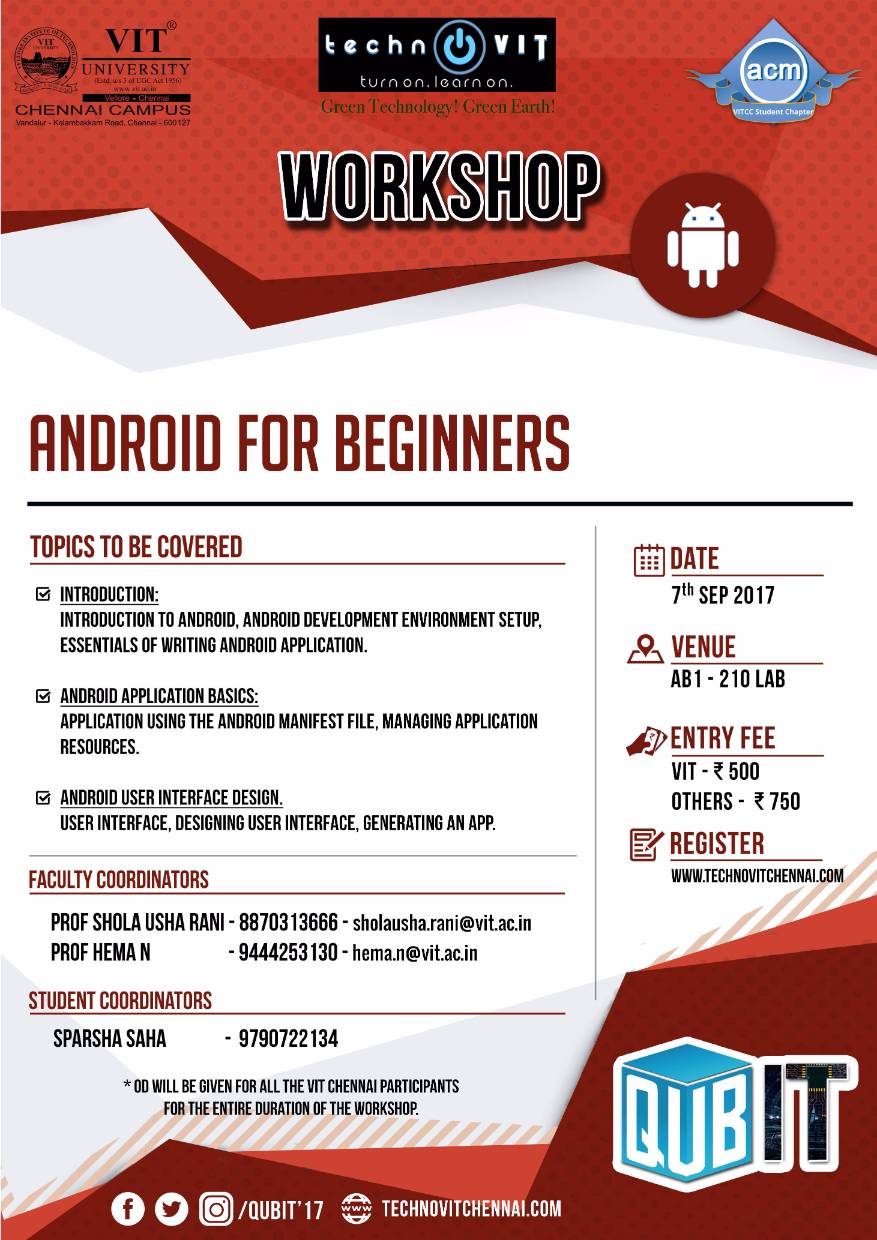 VIT®
UNIVERSITY
(Estd. u/s 3 of UGC Act 1956)
www.vit.ac.in
Vellore - Chennai
CHENNAI CAMPUS
Vandalur - Kelambakkam Road, Chennai - 600 127
technoVIT
turn on. learn on.
Green Technology! Green Earth!
acm
VITCC Student Chapter
WORKSHOP
ANDROID FOR BEGINNERS
TOPICS TO BE COVERED
INTRODUCTION:
INTRODUCTION TO ANDROID, ANDROID DEVELOPMENT ENVIRONMENT SETUP,
ESSENTIALS OF WRITING ANDROID APPLICATION.
ANDROID APPLICATION BASICS:
APPLICATION USING THE ANDROID MANIFEST FILE, MANAGING APPLICATION
RESOURCES.
ANDROID USER INTERFACE DESIGN.
USER INTERFACE, DESIGNING USER INTERFACE, GENERATING AN APP.
DATE
7th SEP 2017
VENUE
AB1 - 210 LAB
ENTRY FEE
VIT - ₹ 500
OTHERS - ₹ 750
REGISTER
WWW.TECHNOVITCHENNAI.COM
FACULTY COORDINATORS
PROF SHOLA USHA RANI - 8870313666 - sholausha.rani@vit.ac.in
PROF HEMA N - 9444253130 - hema.n@vit.ac.in
STUDENT COORDINATORS
SPARSHA SAHA - 9790722134
* OD WILL BE GIVEN FOR ALL THE VIT CHENNAI PARTICIPANTS
FOR THE ENTIRE DURATION OF THE WORKSHOP.
QUBIT
/QUBIT'17 WWW TECHNOVITCHENNAI.COM